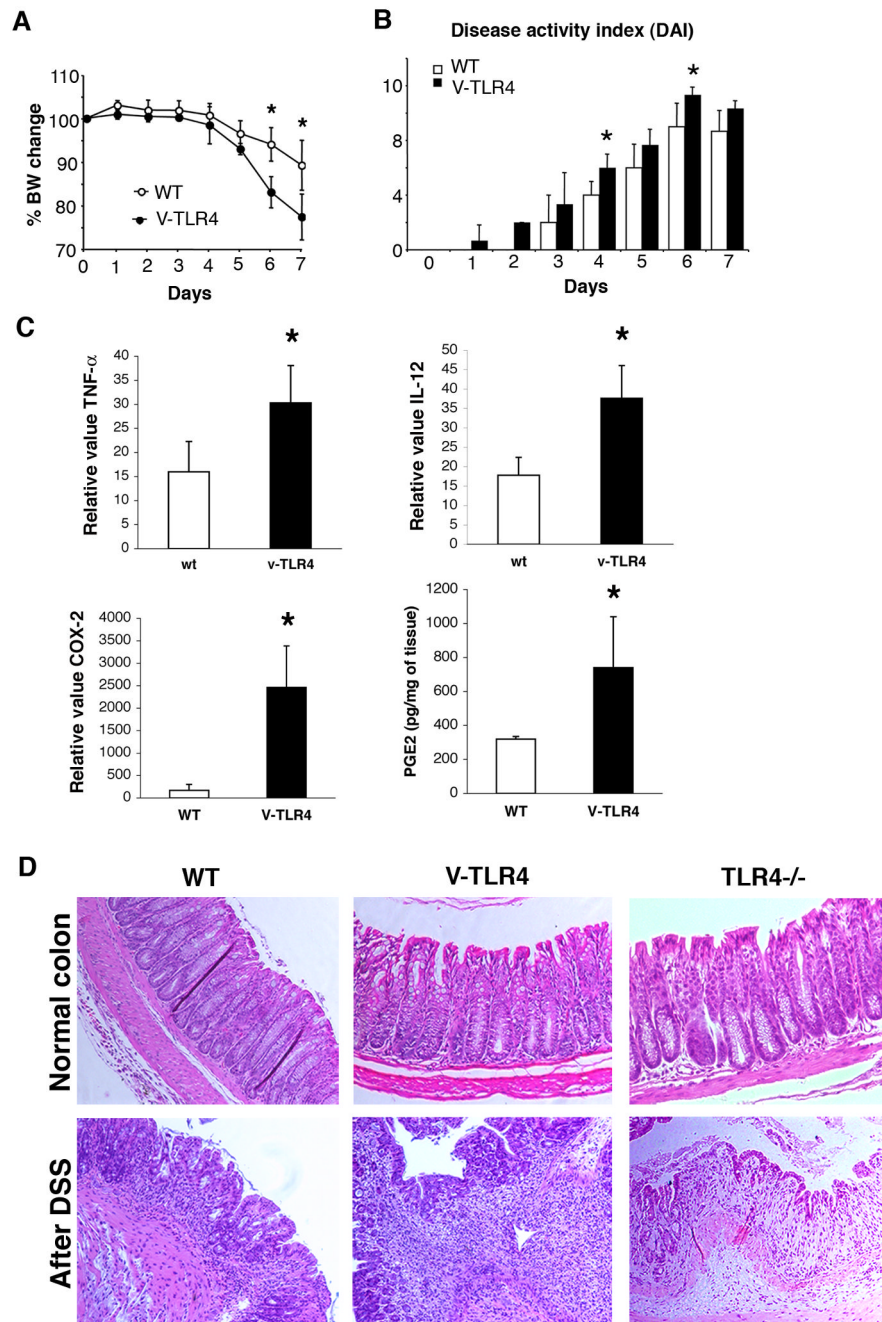 A
% BW change
110
100
90
80
70
* *
WT
V-TLR4
0 1 2 3 4 5 6 7
Days
B
Disease activity index (DAI)
WT
V-TLR4
10
8
4
0
* *
0 1 2 3 4 5 6 7
Days
C
Relative value TNF-α
40
35
30
25
20
15
10
5
0
*
wt v-TLR4
Relative value IL-12
50
45
40
35
30
25
20
15
10
5
0
*
wt v-TLR4
Relative value COX-2
4000
3500
3000
2500
2000
1500
1000
500
0
*
WT V-TLR4
PGE2 (pg/mg of tissue)
1200
1000
800
600
400
200
0
*
WT V-TLR4
D
WT V-TLR4 TLR4-/-
Normal colon
After DSS